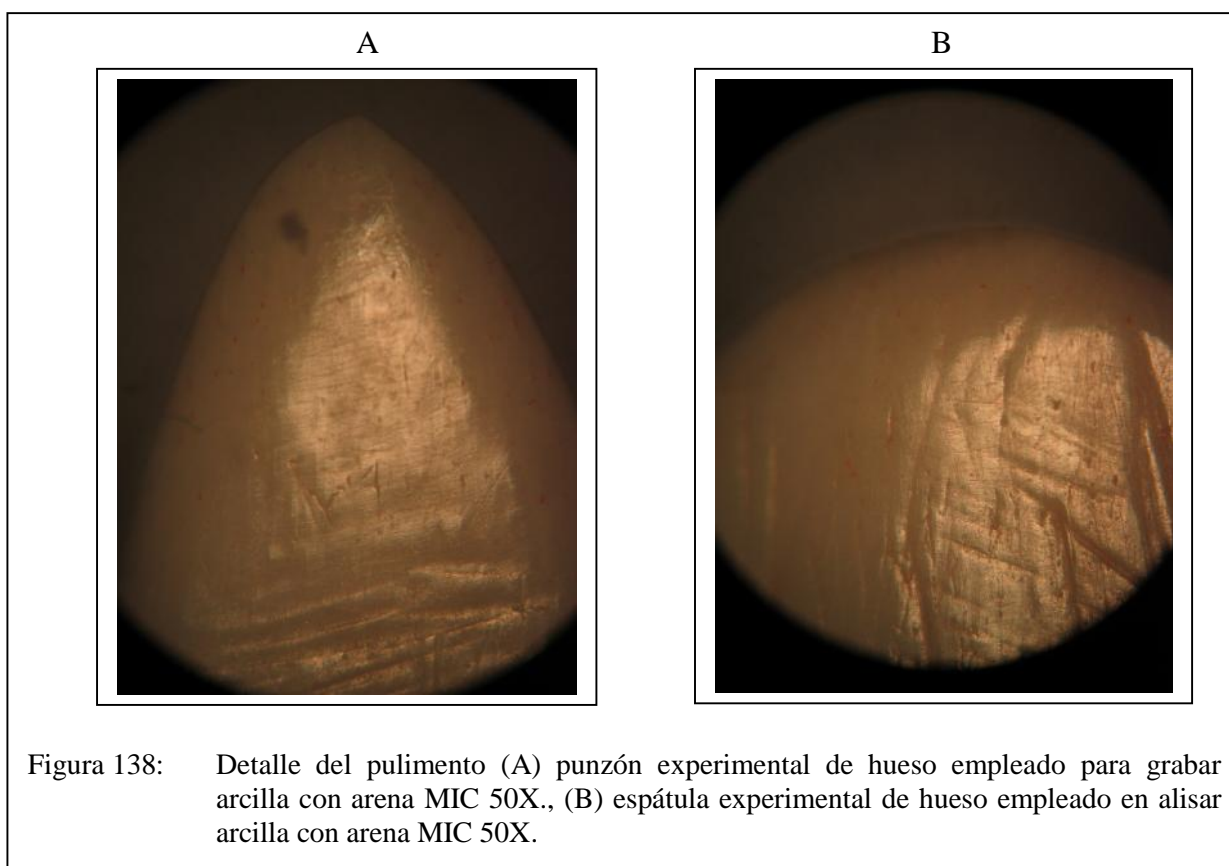 A
B
Figura 138: Detalle del pulimento (A) punzón experimental de hueso empleado para grabar
arcilla con arena MIC 50X., (B) espátula experimental de hueso empleado en alisar
arcilla con arena MIC 50X.